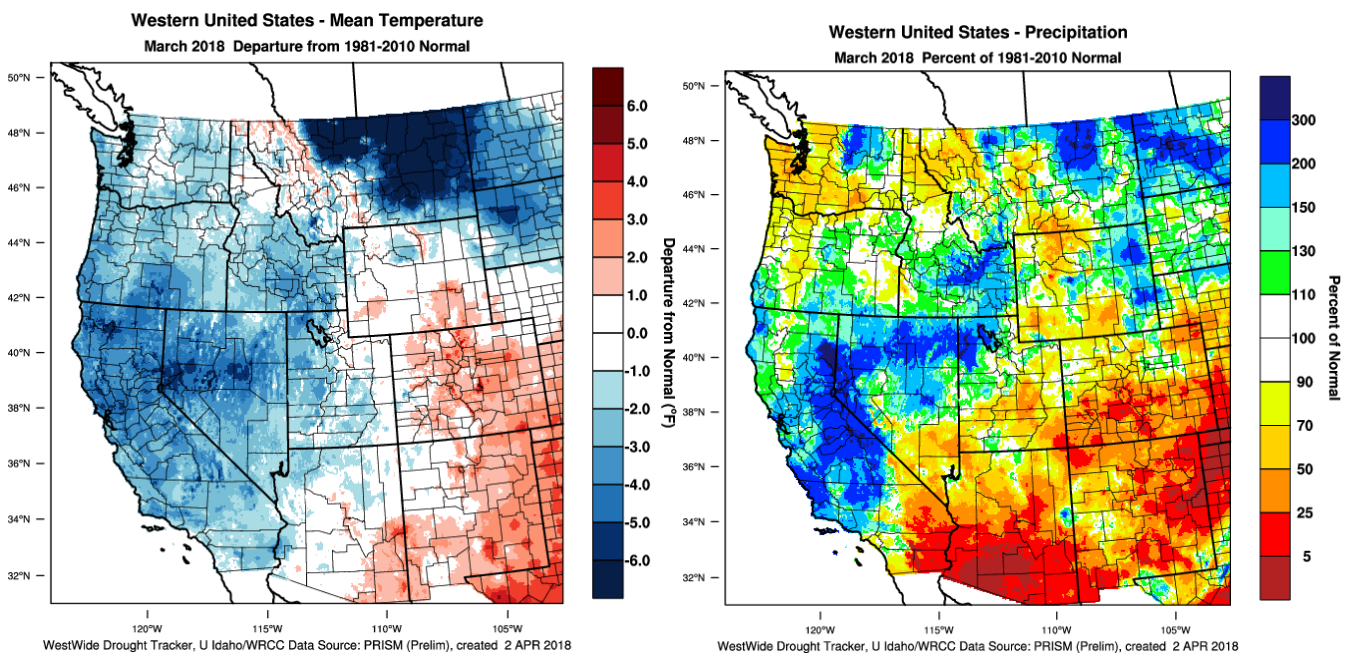 Western United States - Mean Temperature
March 2018 Departure from 1981-2010 Normal
50°N
48°N
46°N
44°N
42°N
40°N
38°N
36°N
34°N
32°N
120°W
115°W
110°W
105°W
6.0
5.0
4.0
3.0
2.0
1.0
0.0
-1.0
-2.0
-3.0
-4.0
-5.0
-6.0
Departure from Normal (°F)
WestWide Drought Tracker, U Idaho/WRCC Data Source: PRISM (Prelim), created 2 APR 2018
Western United States - Precipitation
March 2018 Percent of 1981-2010 Normal
50°N
48°N
46°N
44°N
42°N
40°N
38°N
36°N
34°N
32°N
120°W
115°W
110°W
105°W
300
200
150
130
110
100
90
70
50
25
5
Percent of Normal
WestWide Drought Tracker, U Idaho/WRCC Data Source: PRISM (Prelim), created 2 APR 2018